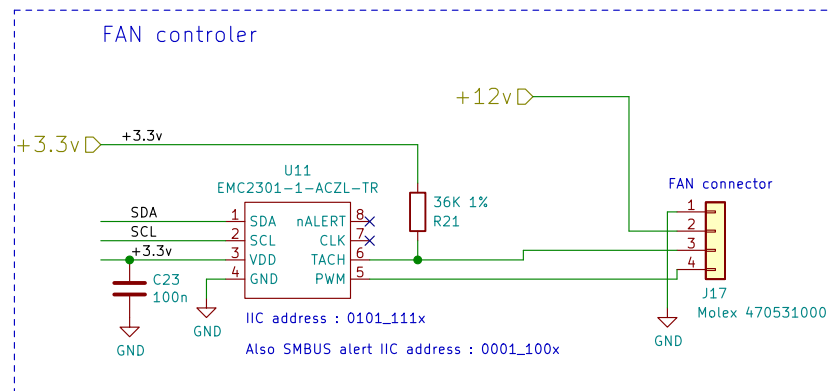 FAN controler
+12v
+3.3v
+3.3v
U11
EMC2301-1-ACZL-TR
FAN connector
36K 1%
R21
SDA
SCL
+3.3v
1 SDA nALERT 8
2 SCL CLK 7
3 VDD TACH 6
4 GND PWM 5
1
2
3
4
C23
100n
J17
Molex 470531000
GND
GND
GND
IIC address : 0101_111x
Also SMBUS alert IIC address : 0001_100x